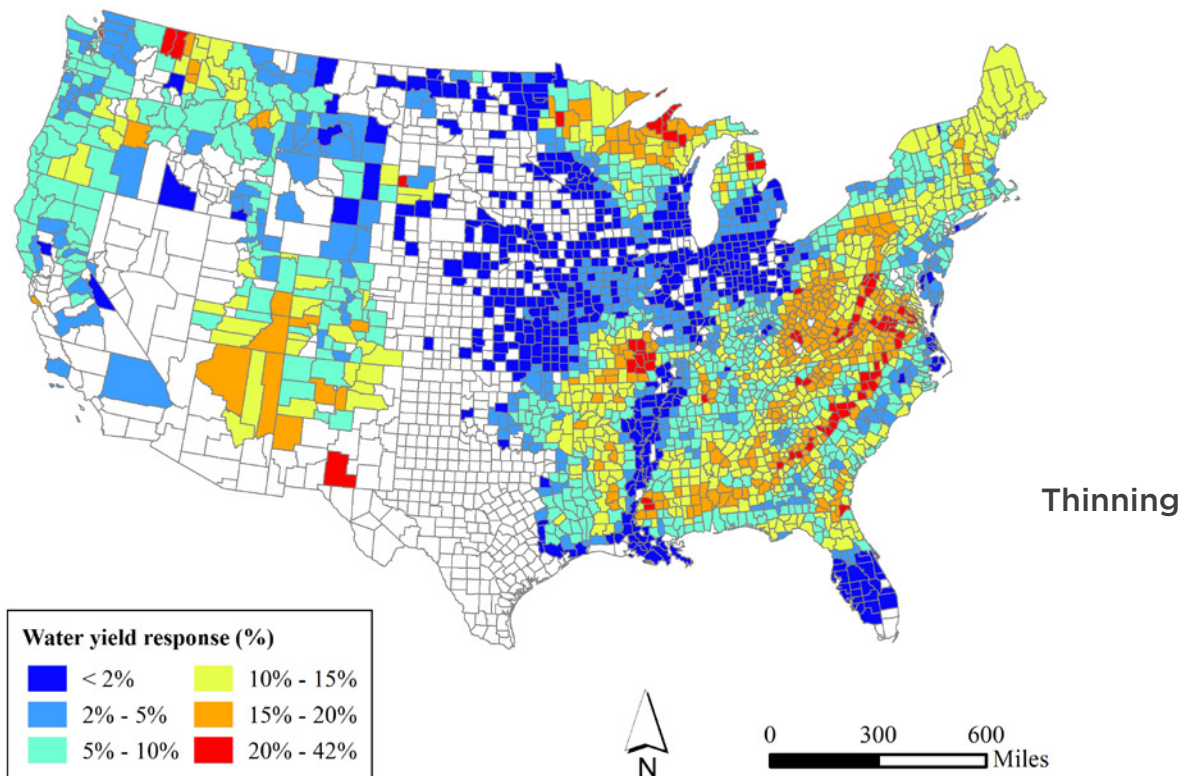 Thinning
Water yield response (%)
< 2%
2% - 5%
5% - 10%
10% - 15%
15% - 20%
20% - 42%
N
0 300 600
Miles